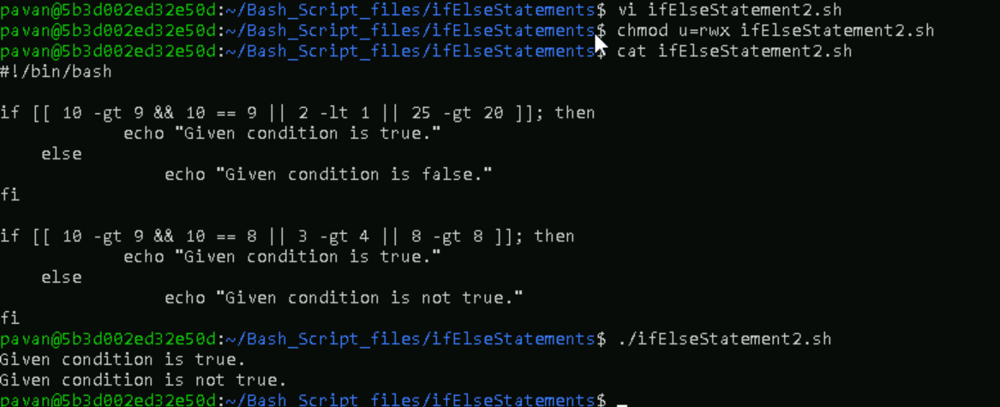 pavan@5b3d002ed32e50d:~/Bash_Script_files/ifElseStatements$ vi ifElseStatement2.sh
pavan@5b3d002ed32e50d:~/Bash_Script_files/ifElseStatements$ chmod u=rwx ifElseStatement2.sh
pavan@5b3d002ed32e50d:~/Bash_Script_files/ifElseStatements$ cat ifElseStatement2.sh
#!/bin/bash

if [[ 10 -gt 9 && 10 == 9 || 2 -lt 1 || 25 -gt 20 ]]; then
            echo "Given condition is true."
    else
                echo "Given condition is false."
fi

if [[ 10 -gt 9 && 10 == 8 || 3 -gt 4 || 8 -gt 8 ]]; then
            echo "Given condition is true."
    else
                echo "Given condition is not true."
fi
pavan@5b3d002ed32e50d:~/Bash_Script_files/ifElseStatements$ ./ifElseStatement2.sh
Given condition is true.
Given condition is not true.
pavan@5b3d002ed32e50d:~/Bash_Script_files/ifElseStatements$ _